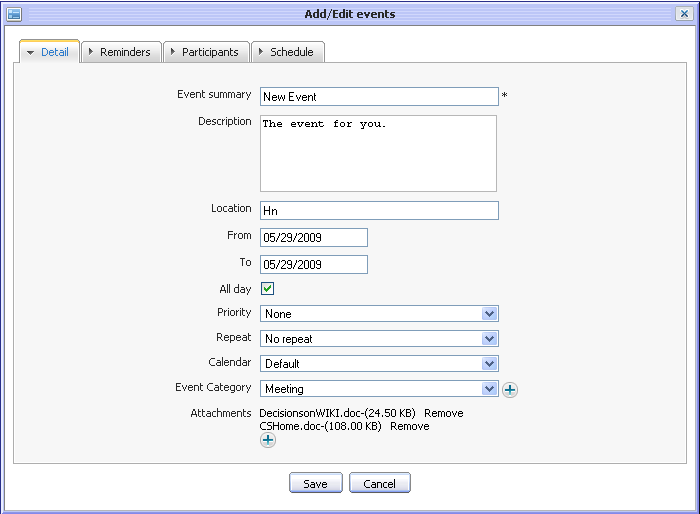 Add/Edit events
Detail Reminders Participants Schedule
Event summary New Event *
Description The event for you.
Location Hn
From 05/29/2009
To 05/29/2009
All day
Priority None
Repeat No repeat
Calendar Default
Event Category Meeting
Attachments DecisionsonWIKI.doc-(24.50 KB) Remove
CSHome.doc-(108.00 KB) Remove
Save Cancel